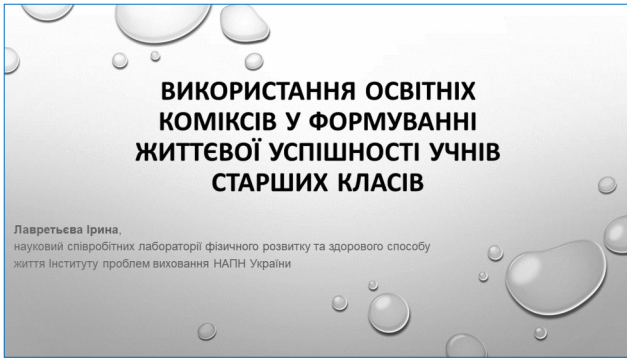 ВИКОРИСТАННЯ ОСВІТНІХ
КОМІКСІВ У ФОРМУВАННІ
ЖИТТЄВОЇ УСПІШНОСТІ УЧНІВ
СТАРШИХ КЛАСІВ
Лавретьєва Ірина,
науковий співробітних лабораторії фізичного розвитку та здорового способу
життя Інституту проблем виховання НАПН України